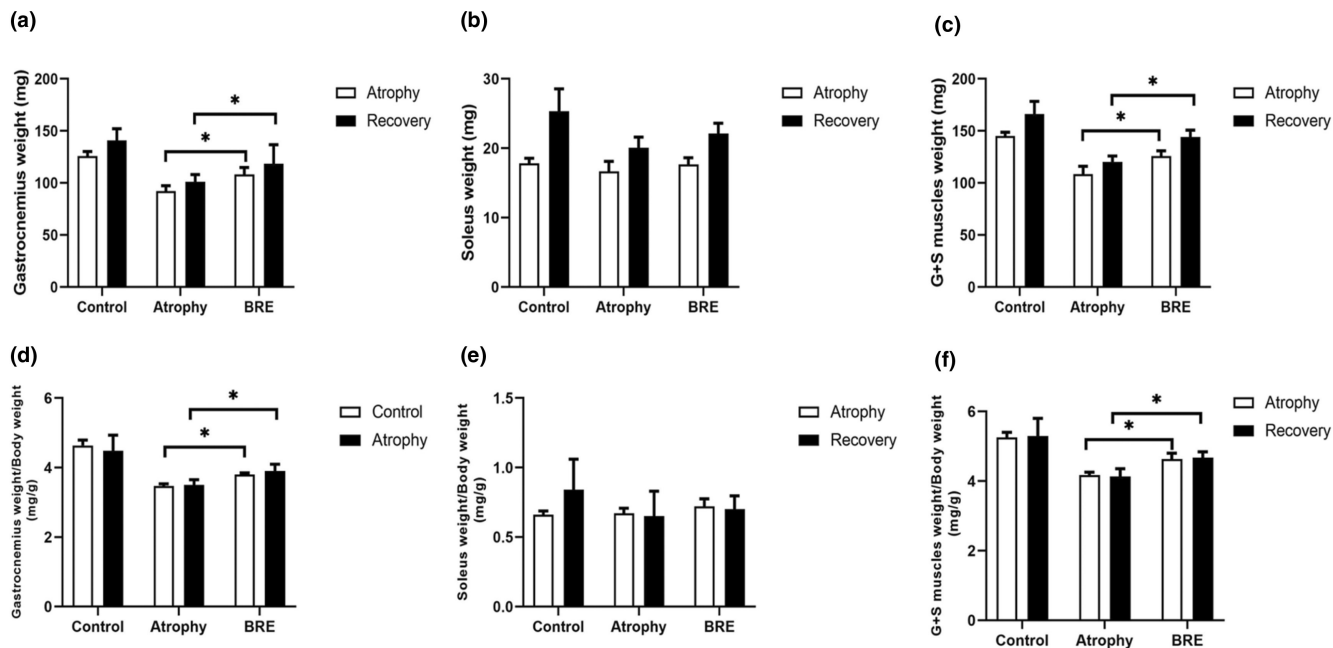 (a)
Gastrocnemius weight (mg)
200
150
100
50
0
*
*
Control
Atrophy
BRE
Atrophy
Recovery
(b)
Soleus weight (mg)
30
20
10
0
Control
Atrophy
BRE
Atrophy
Recovery
(c)
G+S muscles weight (mg)
200
150
100
50
0
*
*
Control
Atrophy
BRE
Atrophy
Recovery
(d)
Gastrocnemius weight/Body weight
(mg/g)
6
4
2
0
*
*
Control
Atrophy
BRE
Control
Atrophy
(e)
Soleus weight/Body weight
(mg/g)
1.5
1.0
0.5
0.0
Control
Atrophy
BRE
Atrophy
Recovery
(f)
G+S muscles weight/Body weight
(mg/g)
6
4
2
0
*
*
Control
Atrophy
BRE
Atrophy
Recovery